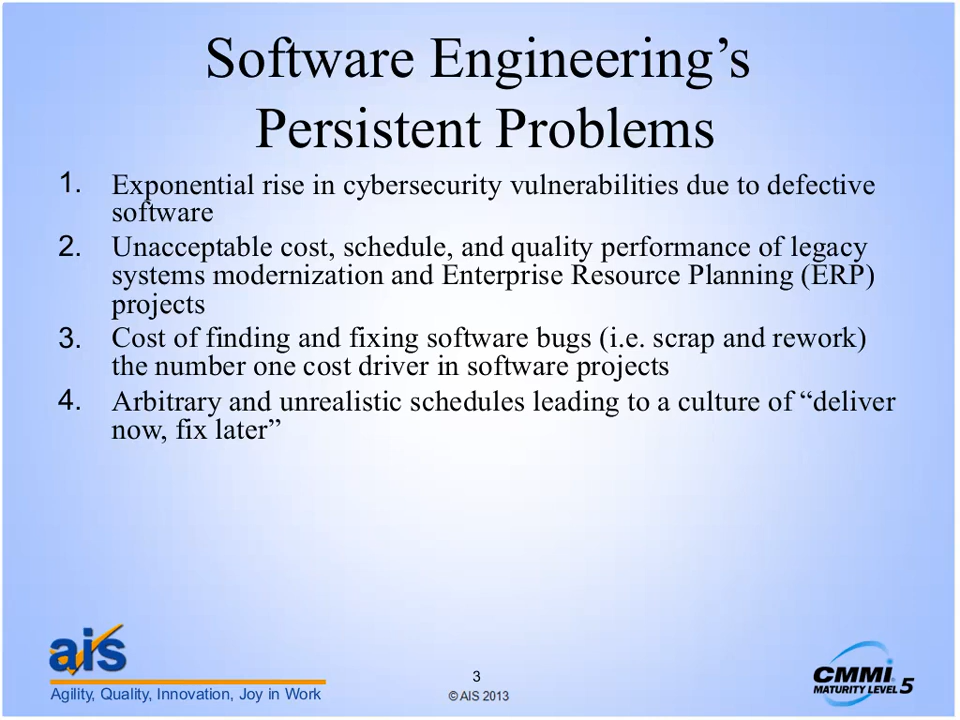 Software Engineering’s
Persistent Problems
1. Exponential rise in cybersecurity vulnerabilities due to defective
software
2. Unacceptable cost, schedule, and quality performance of legacy
systems modernization and Enterprise Resource Planning (ERP)
projects
3. Cost of finding and fixing software bugs (i.e. scrap and rework)
the number one cost driver in software projects
4. Arbitrary and unrealistic schedules leading to a culture of “deliver
now, fix later”
ais
Agility, Quality, Innovation, Joy in Work
3
© AIS 2013
CMMI
MATURITY LEVEL 5